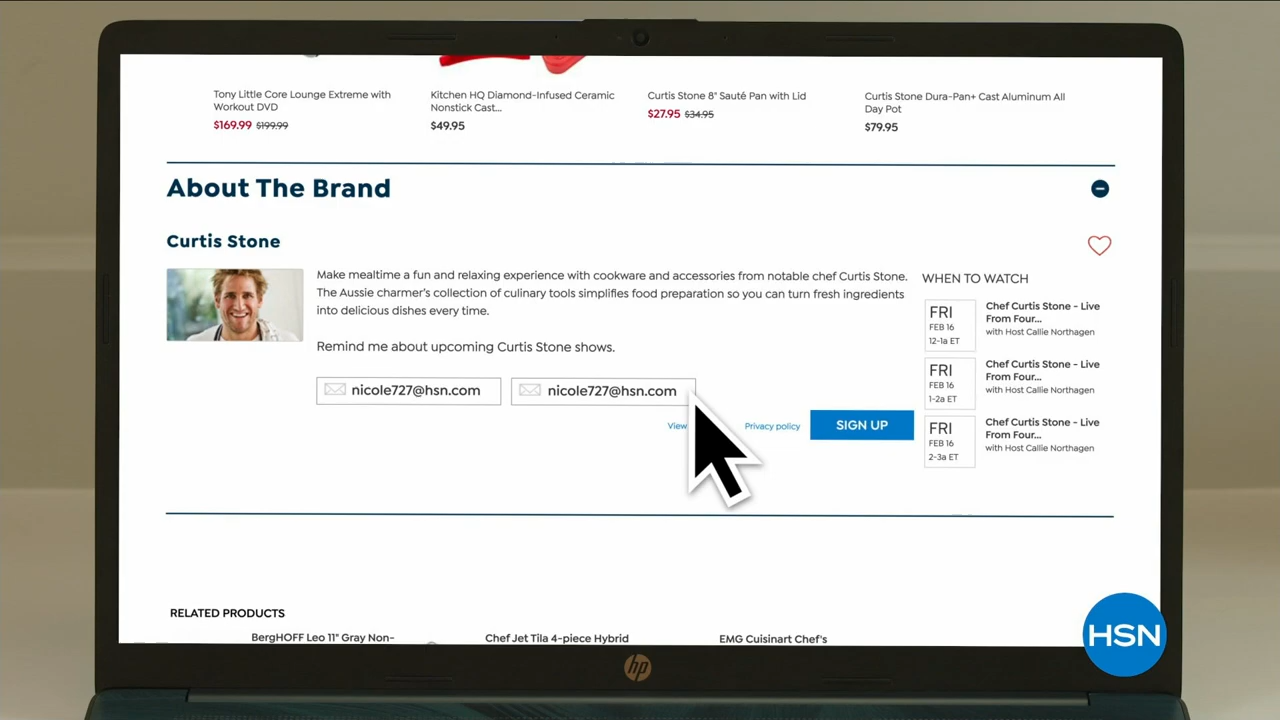 Tony Little Core Lounge Extreme with
Workout DVD
$169.99 $199.99
Kitchen HQ Diamond-Infused Ceramic
Nonstick Cast...
$49.95
Curtis Stone 8" Sauté Pan with Lid
$27.95 $34.95
Curtis Stone Dura-Pan+ Cast Aluminum All
Day Pot
$79.95
About The Brand
Curtis Stone
Make mealtime a fun and relaxing experience with cookware and accessories from notable chef Curtis Stone.
The Aussie charmer's collection of culinary tools simplifies food preparation so you can turn fresh ingredients
into delicious dishes every time.
Remind me about upcoming Curtis Stone shows.
nicole727@hsn.com
nicole727@hsn.com
View
Privacy policy
SIGN UP
WHEN TO WATCH
FRI
FEB 16
12-1a ET
Chef Curtis Stone - Live
From Four...
with Host Callie Northagen
FRI
FEB 16
1-2a ET
Chef Curtis Stone - Live
From Four...
with Host Callie Northagen
FRI
FEB 16
2-3a ET
Chef Curtis Stone - Live
From Four...
with Host Callie Northagen
RELATED PRODUCTS
BergHOFF Leo 11" Gray Non-
Chef Jet Tila 4-piece Hybrid
EMG Cuisinart Chef's
HSN
hp